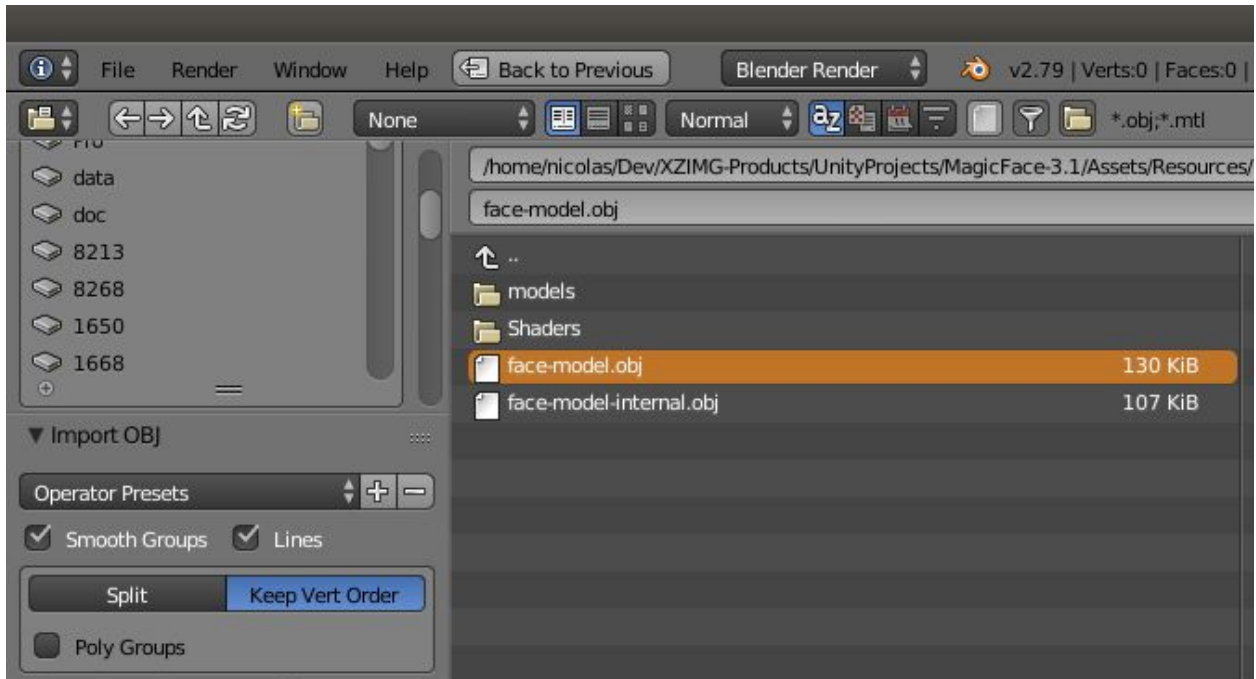 File Render Window Help Back to Previous Blender Render v2.79 | Verts:0 | Faces:0 |
None Normal az *.obj;*.mtl
/home/nicolas/Dev/XZIMG-Products/UnityProjects/MagicFace-3.1/Assets/Resources/
face-model.obj
data
doc
8213
8268
1650
1668
..
models
Shaders
face-model.obj 130 KiB
face-model-internal.obj 107 KiB
Import OBJ
Operator Presets
Smooth Groups Lines
Split Keep Vert Order
Poly Groups